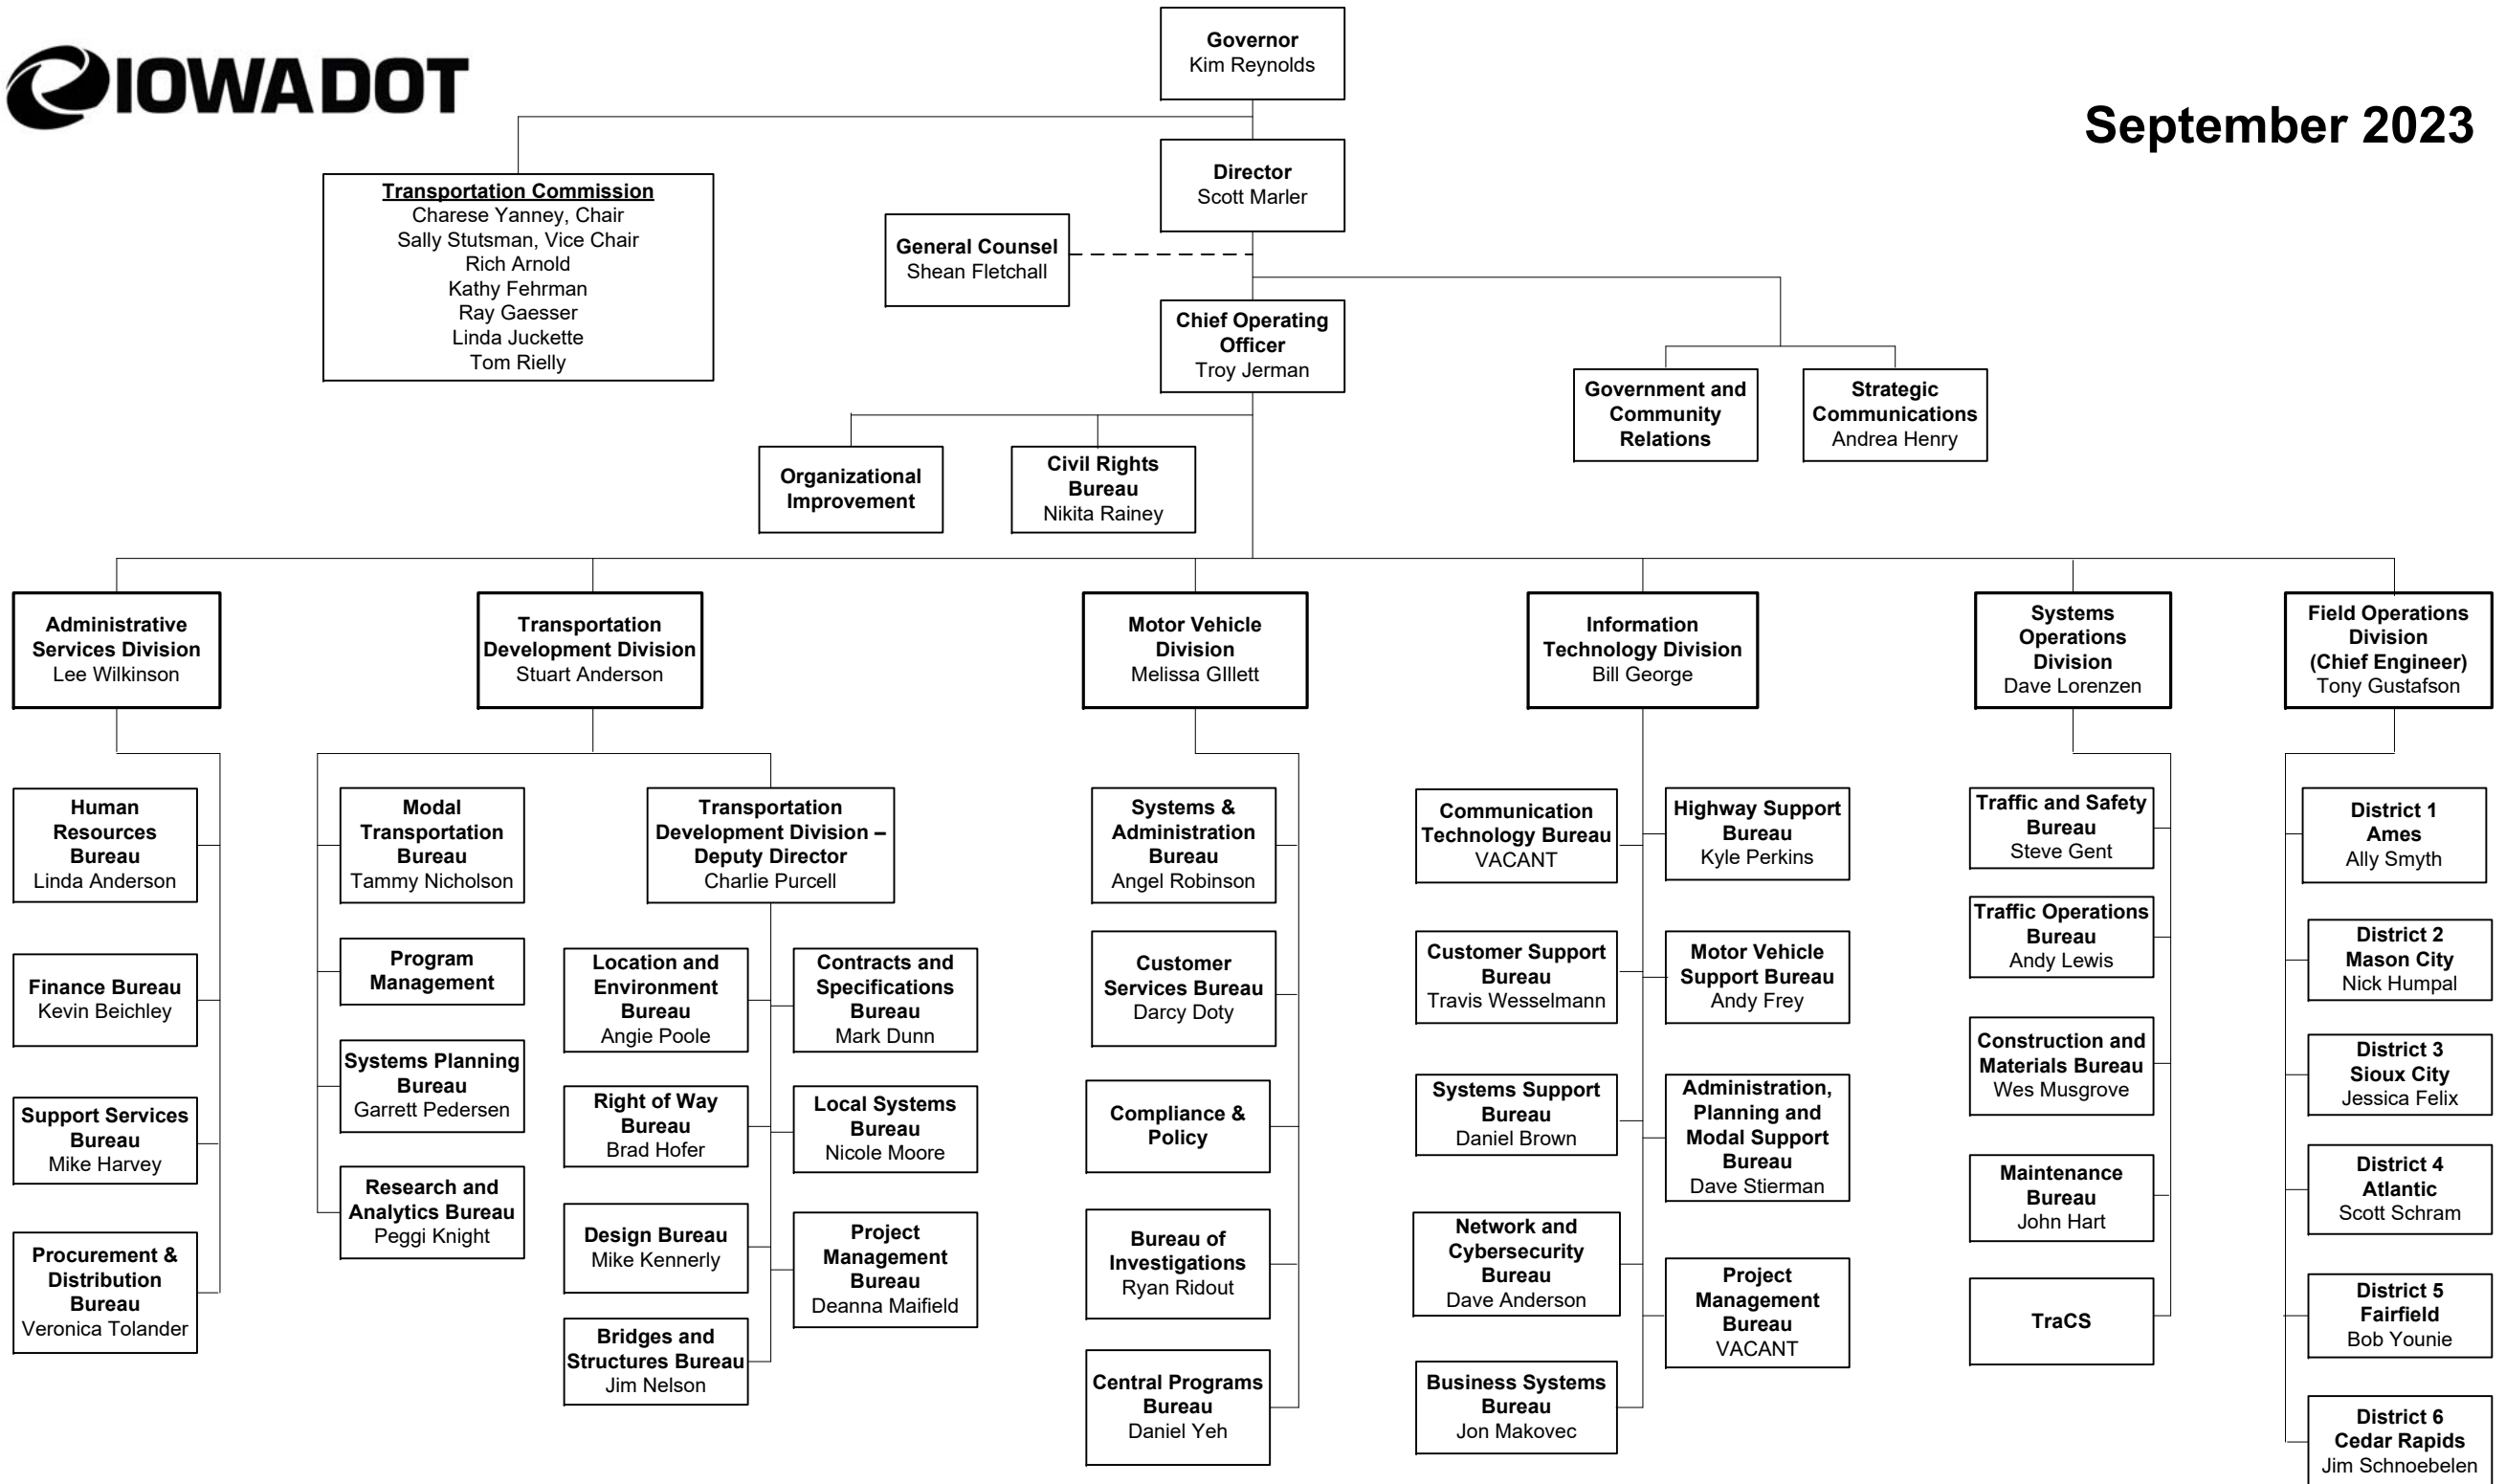 IOWADOT
September 2023
Governor
Kim Reynolds
Director
Scott Marler
Transportation Commission
Charese Yanney, Chair
Sally Stutsman, Vice Chair
Rich Arnold
Kathy Fehrman
Ray Gaesser
Linda Juckette
Tom Rielly
General Counsel
Shean Fletchall
Chief Operating
Officer
Troy Jerman
Government and
Community
Relations
Strategic
Communications
Andrea Henry
Organizational
Improvement
Civil Rights
Bureau
Nikita Rainey
Administrative
Services Division
Lee Wilkinson
Human
Resources
Bureau
Linda Anderson
Finance Bureau
Kevin Beichley
Support Services
Bureau
Mike Harvey
Procurement &
Distribution
Bureau
Veronica Tolander
Transportation
Development Division
Stuart Anderson
Modal
Transportation
Bureau
Tammy Nicholson
Program
Management
Systems Planning
Bureau
Garrett Pedersen
Research and
Analytics Bureau
Peggi Knight
Transportation
Development Division –
Deputy Director
Charlie Purcell
Location and
Environment
Bureau
Angie Poole
Right of Way
Bureau
Brad Hofer
Design Bureau
Mike Kennerly
Bridges and
Structures Bureau
Jim Nelson
Contracts and
Specifications
Bureau
Mark Dunn
Local Systems
Bureau
Nicole Moore
Project
Management
Bureau
Deanna Maifield
Motor Vehicle
Division
Melissa GIllett
Systems &
Administration
Bureau
Angel Robinson
Customer
Services Bureau
Darcy Doty
Compliance &
Policy
Bureau of
Investigations
Ryan Ridout
Central Programs
Bureau
Daniel Yeh
Information
Technology Division
Bill George
Communication
Technology Bureau
VACANT
Customer Support
Bureau
Travis Wesselmann
Systems Support
Bureau
Daniel Brown
Network and
Cybersecurity
Bureau
Dave Anderson
Business Systems
Bureau
Jon Makovec
Highway Support
Bureau
Kyle Perkins
Motor Vehicle
Support Bureau
Andy Frey
Administration,
Planning and
Modal Support
Bureau
Dave Stierman
Project
Management
Bureau
VACANT
Systems
Operations
Division
Dave Lorenzen
Traffic and Safety
Bureau
Steve Gent
Traffic Operations
Bureau
Andy Lewis
Construction and
Materials Bureau
Wes Musgrove
Maintenance
Bureau
John Hart
TraCS
Field Operations
Division
(Chief Engineer)
Tony Gustafson
District 1
Ames
Ally Smyth
District 2
Mason City
Nick Humpal
District 3
Sioux City
Jessica Felix
District 4
Atlantic
Scott Schram
District 5
Fairfield
Bob Younie
District 6
Cedar Rapids
Jim Schnoebelen